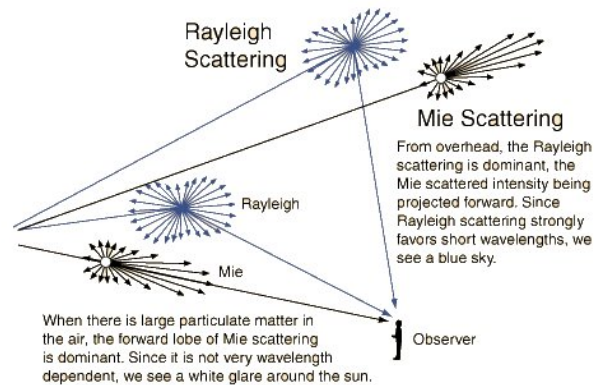 Rayleigh
Scattering
Mie Scattering
From overhead, the Rayleigh
scattering is dominant, the
Mie scattered intensity being
projected forward. Since
Rayleigh scattering strongly
favors short wavelengths, we
see a blue sky.
Rayleigh
Mie
Observer
When there is large particulate matter in
the air, the forward lobe of Mie scattering
is dominant. Since it is not very wavelength
dependent, we see a white glare around the sun.